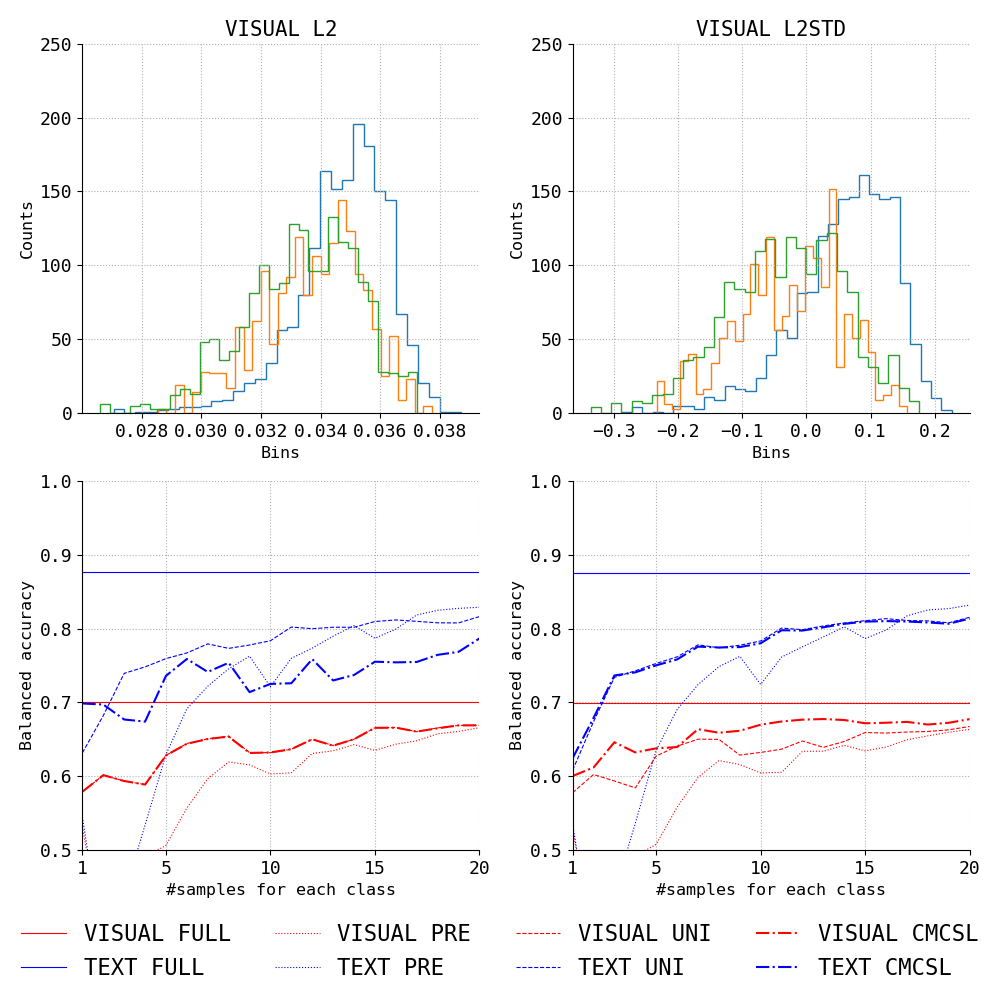 VISUAL L2
VISUAL L2STD
250
200
150
100
50
0
Counts
0.028 0.030 0.032 0.034 0.036 0.038
Bins
250
200
150
100
50
0
Counts
−0.3 −0.2 −0.1 0.0 0.1 0.2
Bins
1.0
0.9
0.8
0.7
0.6
0.5
Balanced accuracy
1 5 10 15 20
#samples for each class
1.0
0.9
0.8
0.7
0.6
0.5
Balanced accuracy
1 5 10 15 20
#samples for each class
VISUAL FULL VISUAL PRE VISUAL UNI VISUAL CMCSL
TEXT FULL TEXT PRE TEXT UNI TEXT CMCSL